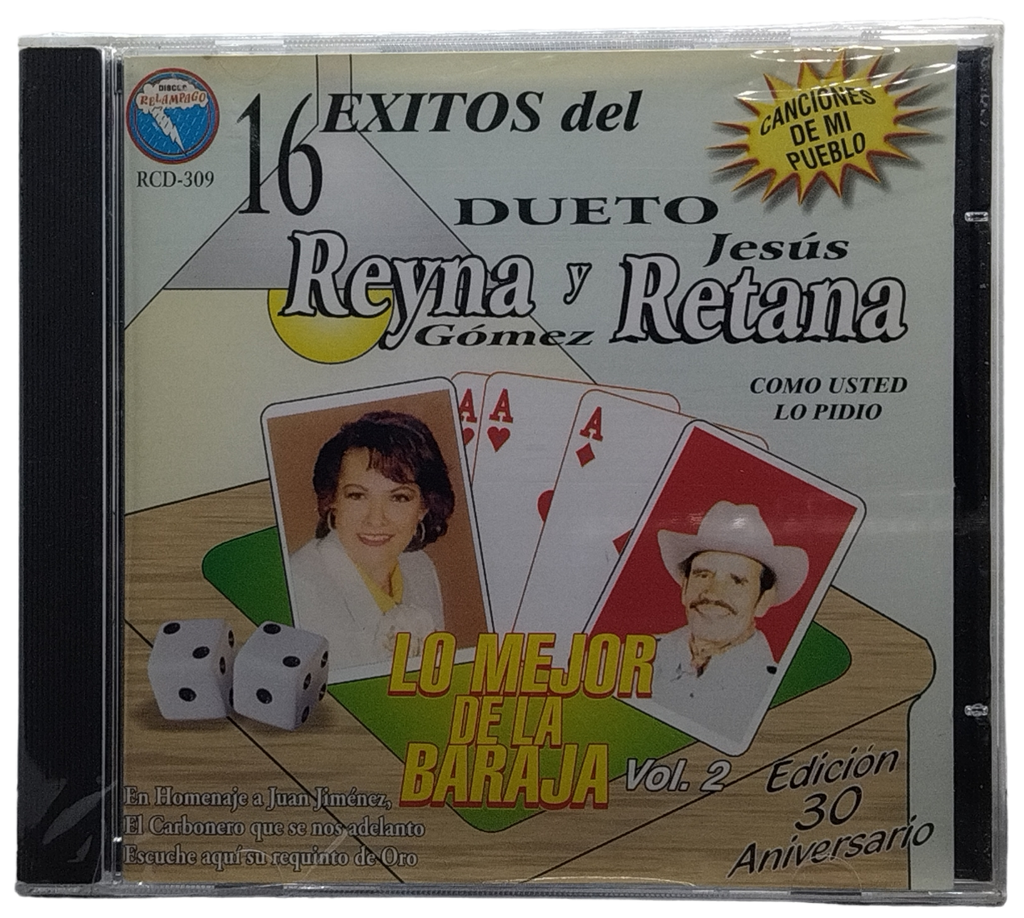 DISCOS
RELAMPAGO
RCD-309
16 EXITOS del
CANCIONES
DE MI
PUEBLO
DUETO
Reyna y Jesús
Gómez Retana
COMO USTED
LO PIDIO
A
A
A
LO MEJOR
DE LA
BARAJA Vol. 2
Edición
30
Aniversario
En Homenaje a Juan Jiménez,
El Carbonero que se nos adelanto
Escuche aquí su requinto de Oro